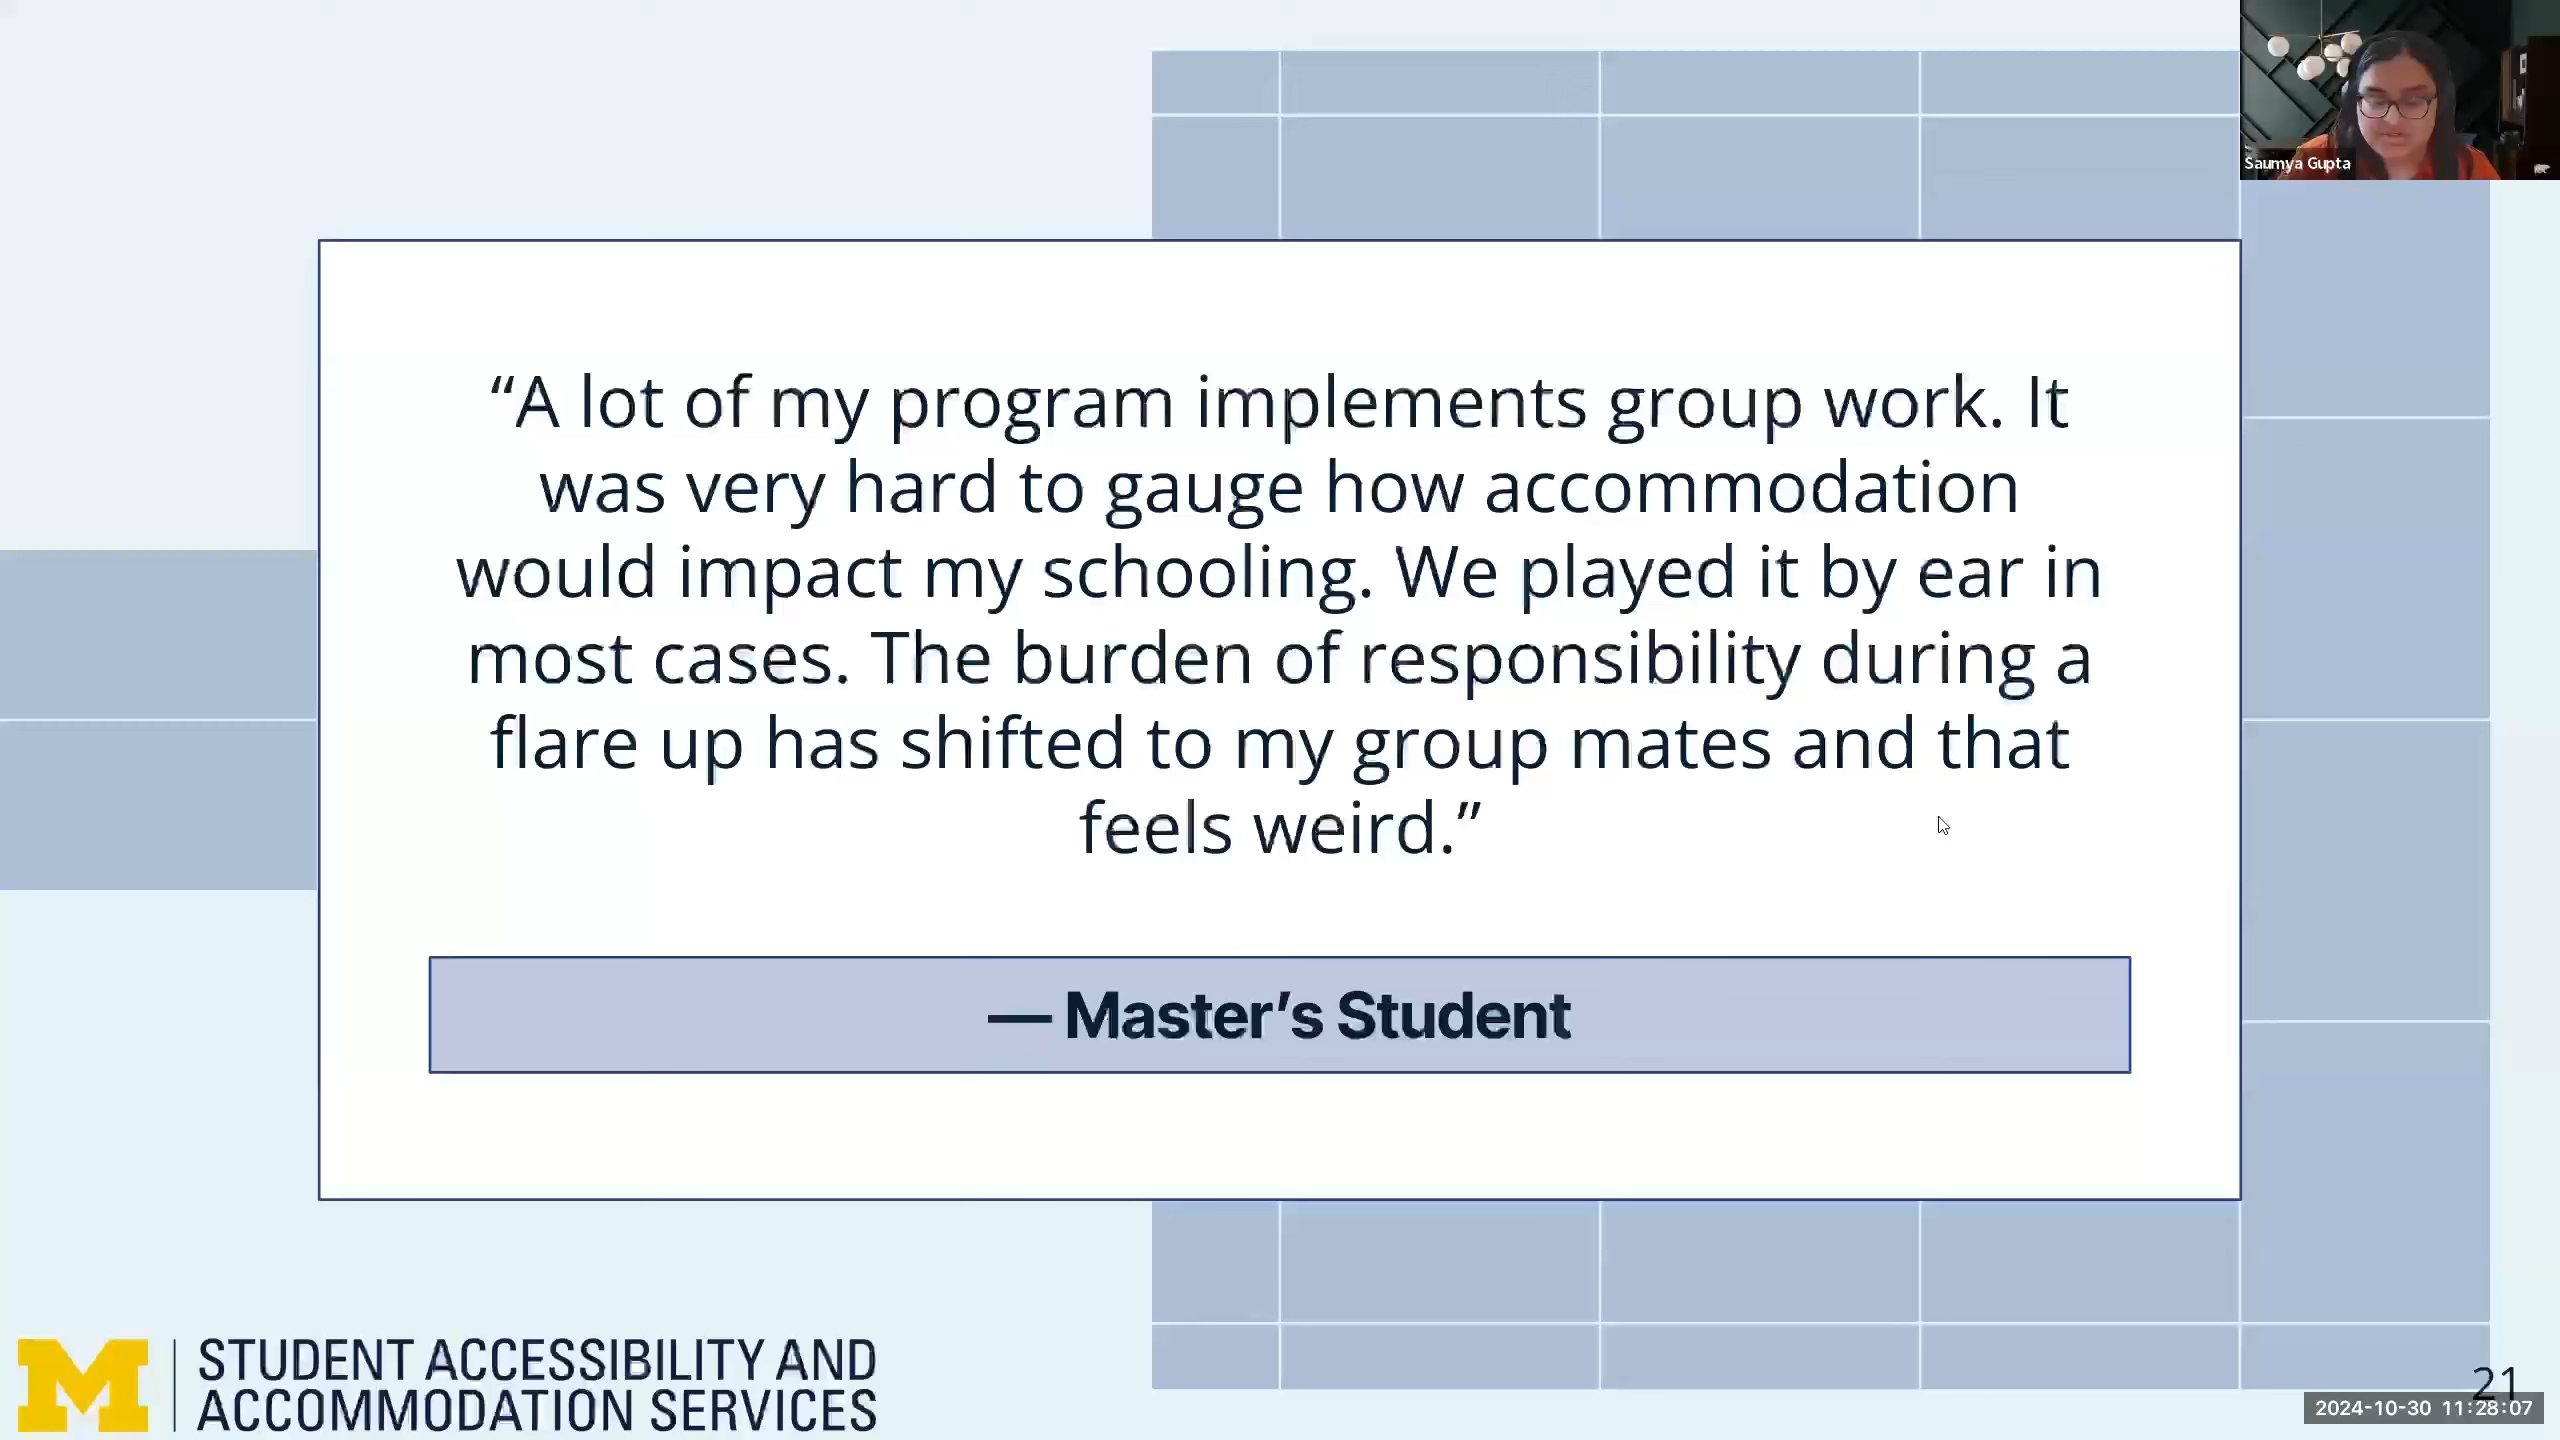 Saumya Gupta
“A lot of my program implements group work. It
was very hard to gauge how accommodation
would impact my schooling. We played it by ear in
most cases. The burden of responsibility during a
flare up has shifted to my group mates and that
feels weird.”
— Master’s Student
M
STUDENT ACCESSIBILITY AND
ACCOMMODATION SERVICES
21
2024-10-30 11:28:07